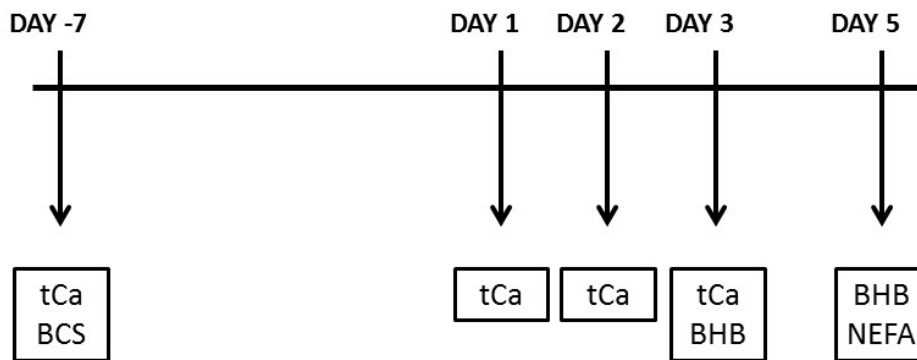 DAY -7
DAY 1
DAY 2
DAY 3
DAY 5
tCa
BCS
tCa
tCa
tCa
BHB
BHB
NEFA